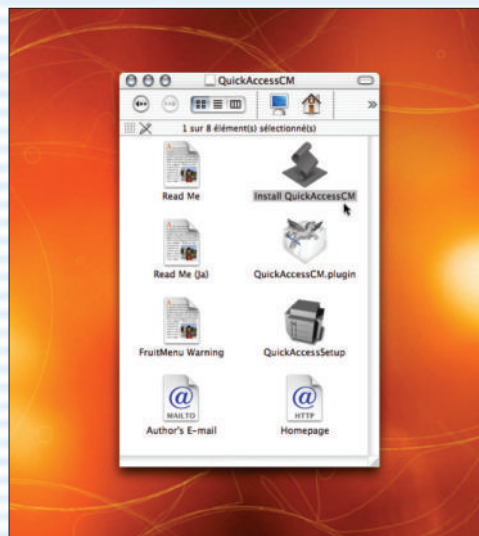 QuickAccessCM
1 sur 8 élément(s) sélectionné(s)
Read Me
Install QuickAccessCM
Read Me (Ja)
QuickAccessCM.plugin
FruitMenu Warning
QuickAccessSetup
@
MAILTO
@
HTTP
Author's E-mail
Homepage